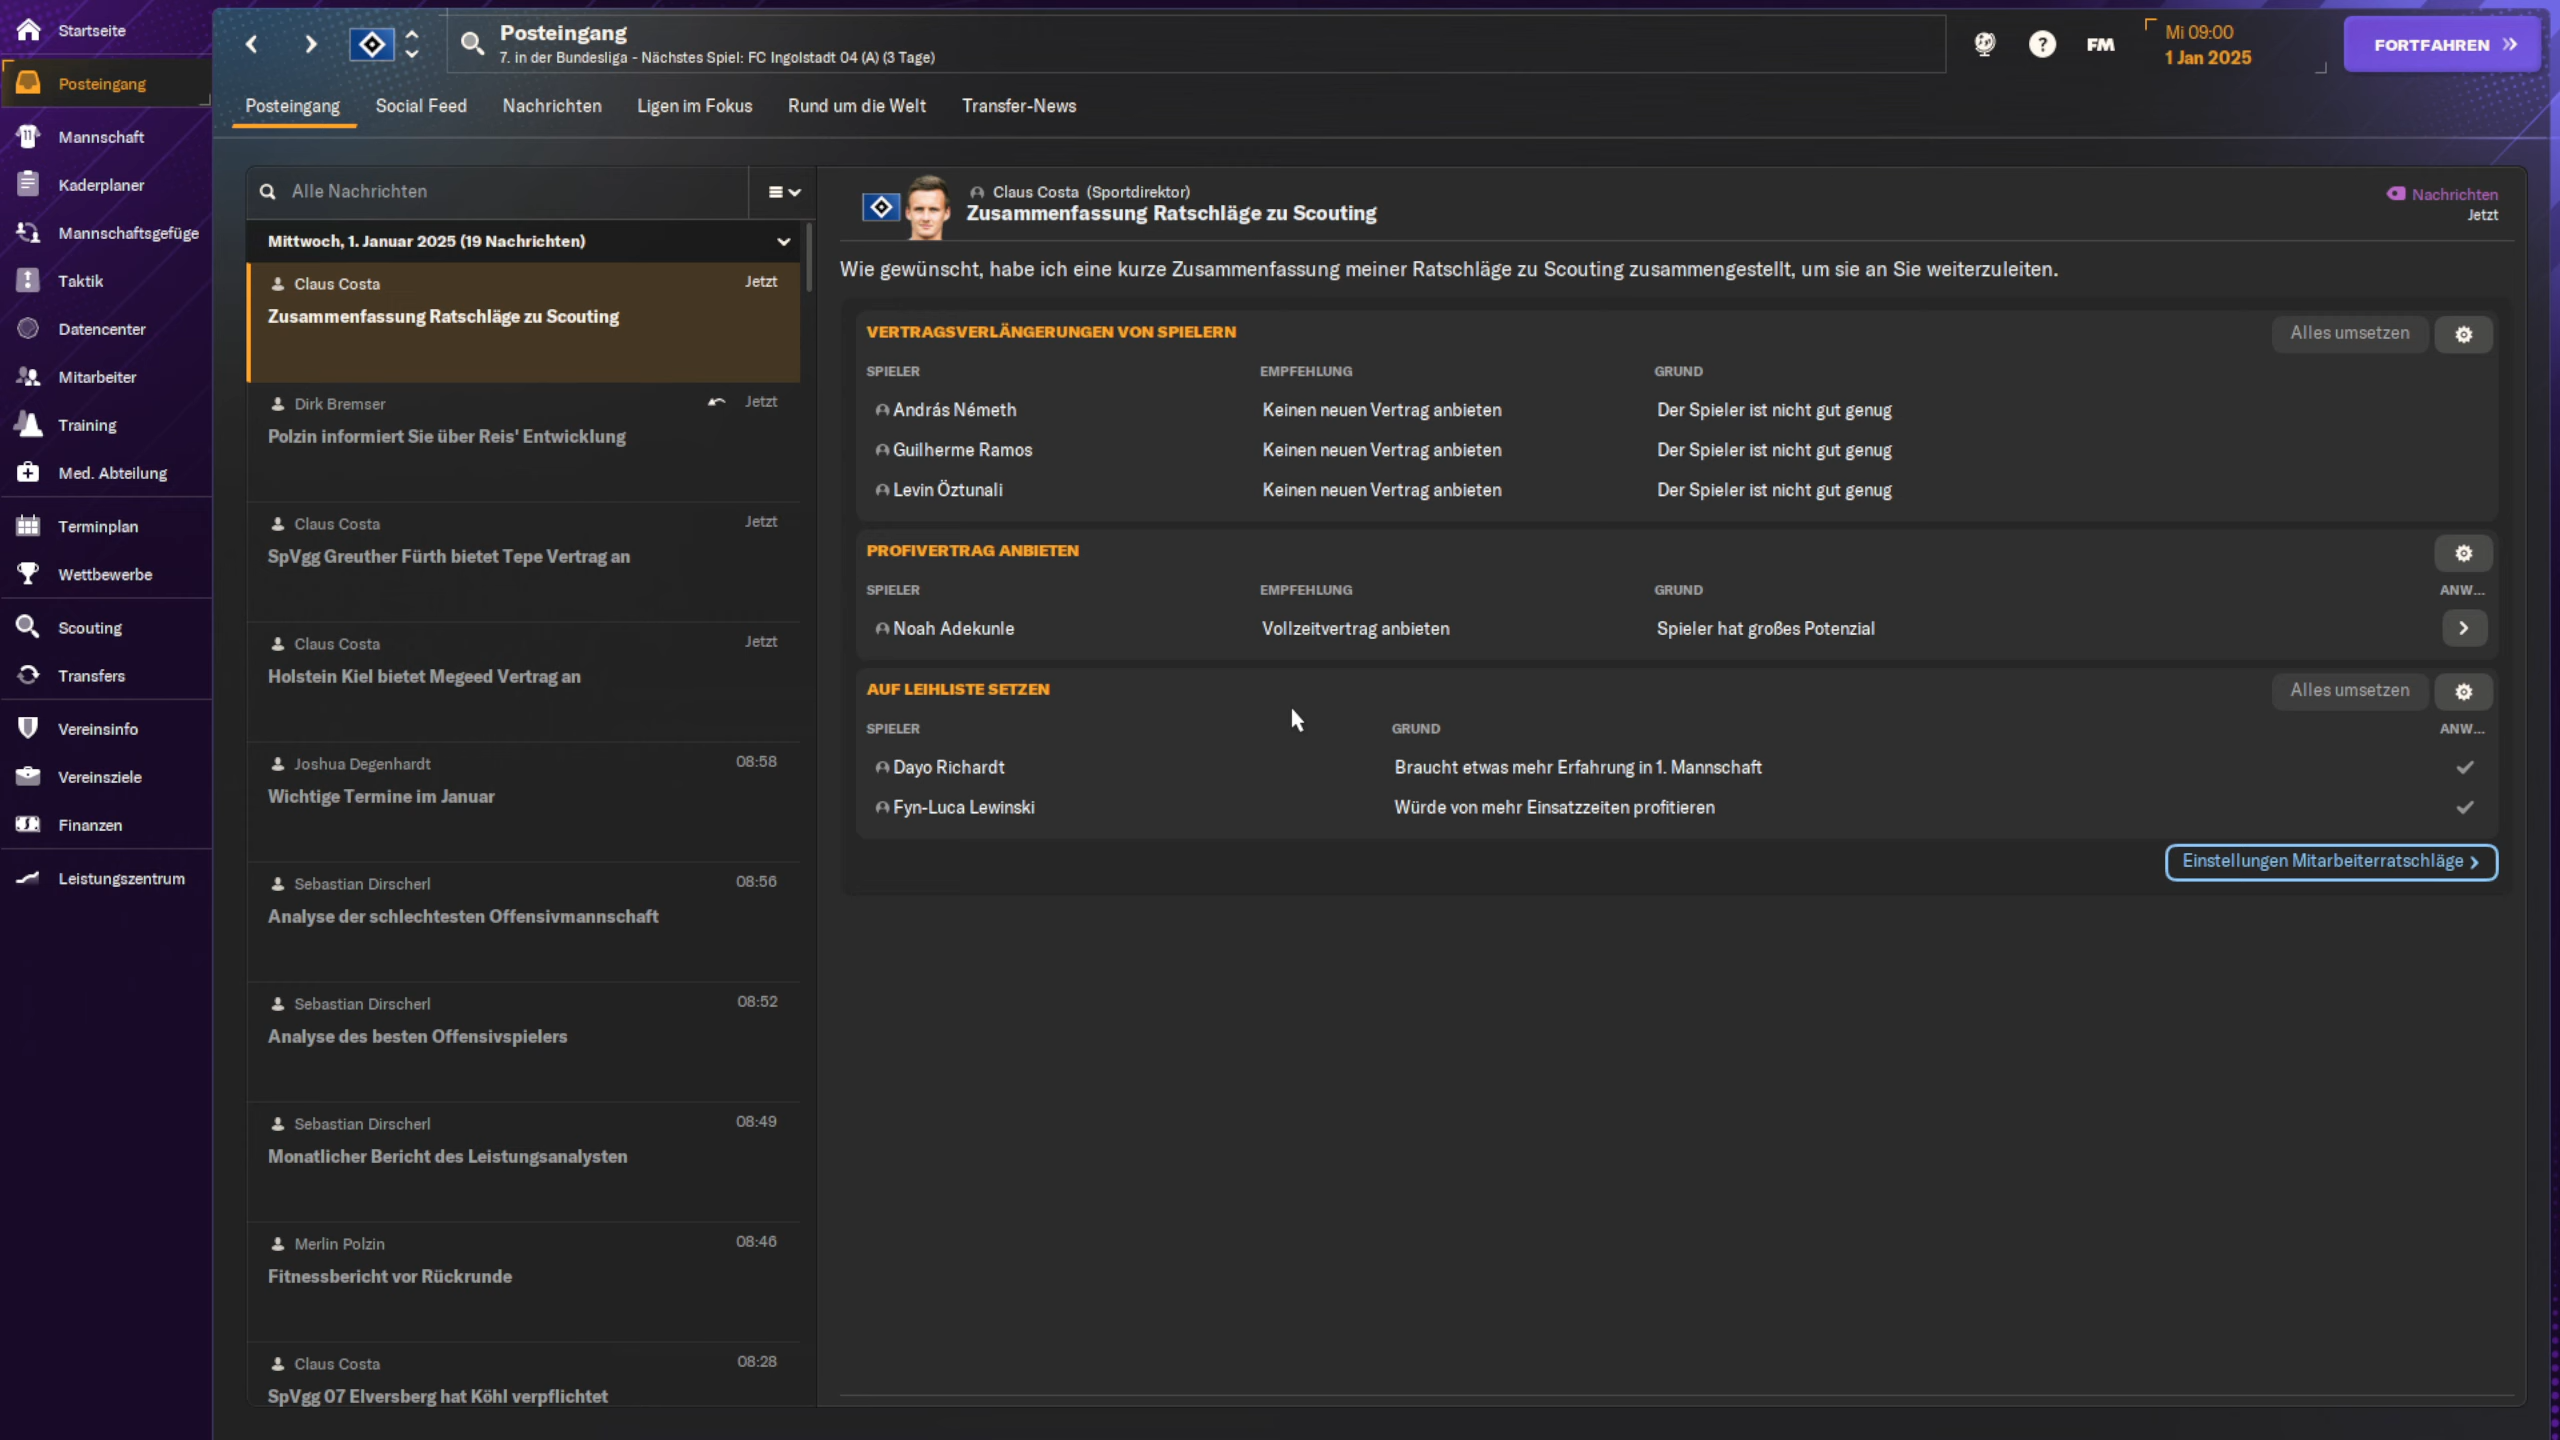 Startseite
Posteingang
Mannschaft
Kaderplaner
Mannschaftsgefüge
Taktik
Datencenter
Mitarbeiter
Training
Med. Abteilung
Terminplan
Wettbewerbe
Scouting
Transfers
Vereinsinfo
Vereinsziele
Finanzen
Leistungszentrum
Posteingang
7. in der Bundesliga - Nächstes Spiel: FC Ingolstadt 04 (A) (3 Tage)
FM
Mi 09:00
1 Jan 2025
FORTFAHREN
Posteingang Social Feed Nachrichten Ligen im Fokus Rund um die Welt Transfer-News
Alle Nachrichten
Mittwoch, 1. Januar 2025 (19 Nachrichten)
Claus Costa Jetzt
Zusammenfassung Ratschläge zu Scouting
Dirk Bremser Jetzt
Polzin informiert Sie über Reis' Entwicklung
Claus Costa Jetzt
SpVgg Greuther Fürth bietet Tepe Vertrag an
Claus Costa Jetzt
Holstein Kiel bietet Megeed Vertrag an
Joshua Degenhardt 08:58
Wichtige Termine im Januar
Sebastian Dirscherl 08:56
Analyse der schlechtesten Offensivmannschaft
Sebastian Dirscherl 08:52
Analyse des besten Offensivspielers
Sebastian Dirscherl 08:49
Monatlicher Bericht des Leistungsanalysten
Merlin Polzin 08:46
Fitnessbericht vor Rückrunde
Claus Costa 08:28
SpVgg 07 Elversberg hat Köhl verpflichtet
Claus Costa (Sportdirektor)
Zusammenfassung Ratschläge zu Scouting
Nachrichten
Jetzt
Wie gewünscht, habe ich eine kurze Zusammenfassung meiner Ratschläge zu Scouting zusammengestellt, um sie an Sie weiterzuleiten.
VERTRAGSVERLÄNGERUNGEN VON SPIELERN Alles umsetzen
SPIELER EMPFEHLUNG GRUND
András Németh Keinen neuen Vertrag anbieten Der Spieler ist nicht gut genug
Guilherme Ramos Keinen neuen Vertrag anbieten Der Spieler ist nicht gut genug
Levin Öztunali Keinen neuen Vertrag anbieten Der Spieler ist nicht gut genug
PROFIVERTRAG ANBIETEN
SPIELER EMPFEHLUNG GRUND ANW...
Noah Adekunle Vollzeitvertrag anbieten Spieler hat großes Potenzial
AUF LEIHLISTE SETZEN Alles umsetzen
SPIELER GRUND ANW...
Dayo Richardt Braucht etwas mehr Erfahrung in 1. Mannschaft
Fyn-Luca Lewinski Würde von mehr Einsatzzeiten profitieren
Einstellungen Mitarbeiterratschläge